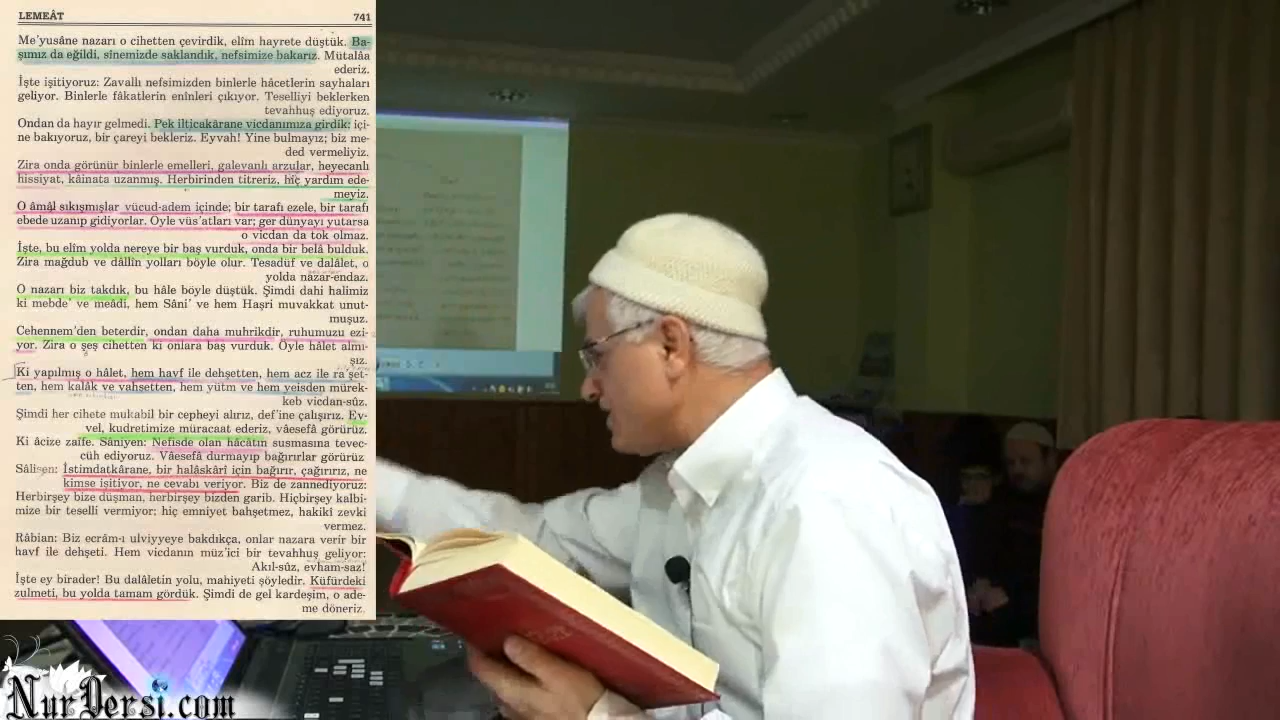 LEMEÂT 741
Me'yusâne nazarı o cihetten çevirdik, elîm hayrete düştük. Ba-
şımız da eğildi, sînemizde saklandık, nefsimize bakarız. Mütalâa
ederiz.
İşte işitiyoruz: Zavallı nefsimizden binlerle hâcetlerin sayhaları
geliyor. Binlerle fâkatlerin enînleri çıkıyor. Teselliyi beklerken
tevahhuş ediyoruz.
Ondan da hayır gelmedi. Pek ilticakârane vicdanımıza girdik: içi-
ne bakıyoruz, bir çareyi bekleriz. Eyvah! Yine bulmayız; biz me-
ded vermeliyiz.
Zira onda görünür binlerle emelleri, galeyanlı arzular, heyecanlı
hissiyat, kâinata uzanmış. Herbirinden titreriz, hiç yardım ede-
meyiz.
O âmâl sıkışmışlar vücud-adem içinde; bir tarafı ezele, bir tarafı
ebede uzanıp gidiyorlar. Öyle vüs'atları var; ger dünyayı yutarsa
o vicdan da tok olmaz.
İşte, bu elîm yolda nereye bir baş vurduk, onda bir belâ bulduk.
Zira mağdub ve dâllîn yolları böyle olur. Tesadüf ve dalâlet, o
yolda nazar-endaz.
O nazarı biz takdık, bu hâle böyle düştük. Şimdi dahi halimiz
ki mebde' ve meâdi, hem Sâni' ve hem Haşri muvakkat unut-
muşuz.
Cehennem'den beterdir, ondan daha muhrikdir, ruhumuzu ezi-
yor. Zira o şeş cihetten ki onlara baş vurduk. Öyle hâlet almı-
şız.
Ki yapılmış o hâlet, hem havf ile dehşetten, hem acz ile ra'şet-
ten, hem kalâk ve vahşetten, hem yütm ve hem yeisden mürek-
keb vicdan-sûz.
Şimdi her cihete mukabil bir cepheyi alırız, def'ine çalışırız. Ev-
vel, kudretimize müracaat ederiz, vâesefâ görürüz.
Ki âcize zaife. Sâniyen: Nefisde olan hâcâtın susmasına tevec-
cüh ediyoruz. Vâesefâ durmayıp bağırırlar görürüz
Sâlisen: İstimdatkârane, bir halâskâri için bağırır, çağırırız, ne
kimse işitiyor, ne cevabı veriyor. Biz de zannediyoruz:
Herbirşey bize düşman, herbirşey bizden garib. Hiçbirşey kalbi-
mize bir teselli vermiyor; hiç emniyet bahşetmez, hakikî zevki
vermez.
Râbian: Biz ecrâm-ı ulviyyeye bakdıkça, onlar nazara verir bir
havf ile dehşeti. Hem vicdanın müz'ici bir tevahhuş geliyor:
Akıl-sûz, evham-saz!
İşte ey birader! Bu dalâletin yolu, mahiyeti şöyledir. Küfürdeki
zulmeti, bu yolda tamam gördük. Şimdi de gel kardeşim, o ade-
me döneriz.
NurDersi.com